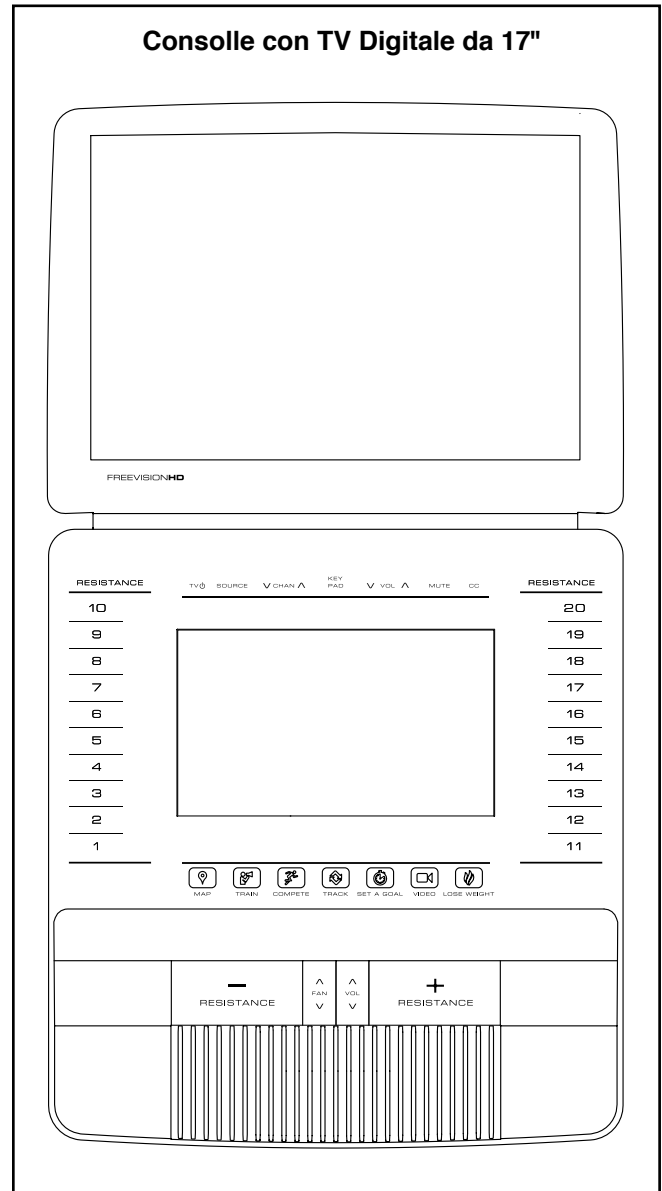 Consolle con TV Digitale da 17"
FREEVISIONHD
RESISTANCE
TV SOURCE CHAN KEY PAD VOL MUTE CC
RESISTANCE
10
9
8
7
6
5
4
3
2
1
20
19
18
17
16
15
14
13
12
11
MAP TRAIN COMPETE TRACK SET A GOAL VIDEO LOSE WEIGHT
− RESISTANCE
FAN
VOL
+ RESISTANCE